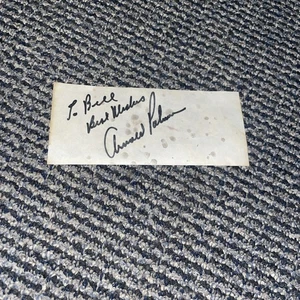 To Bill
Best Wishes
Arnold Palmer